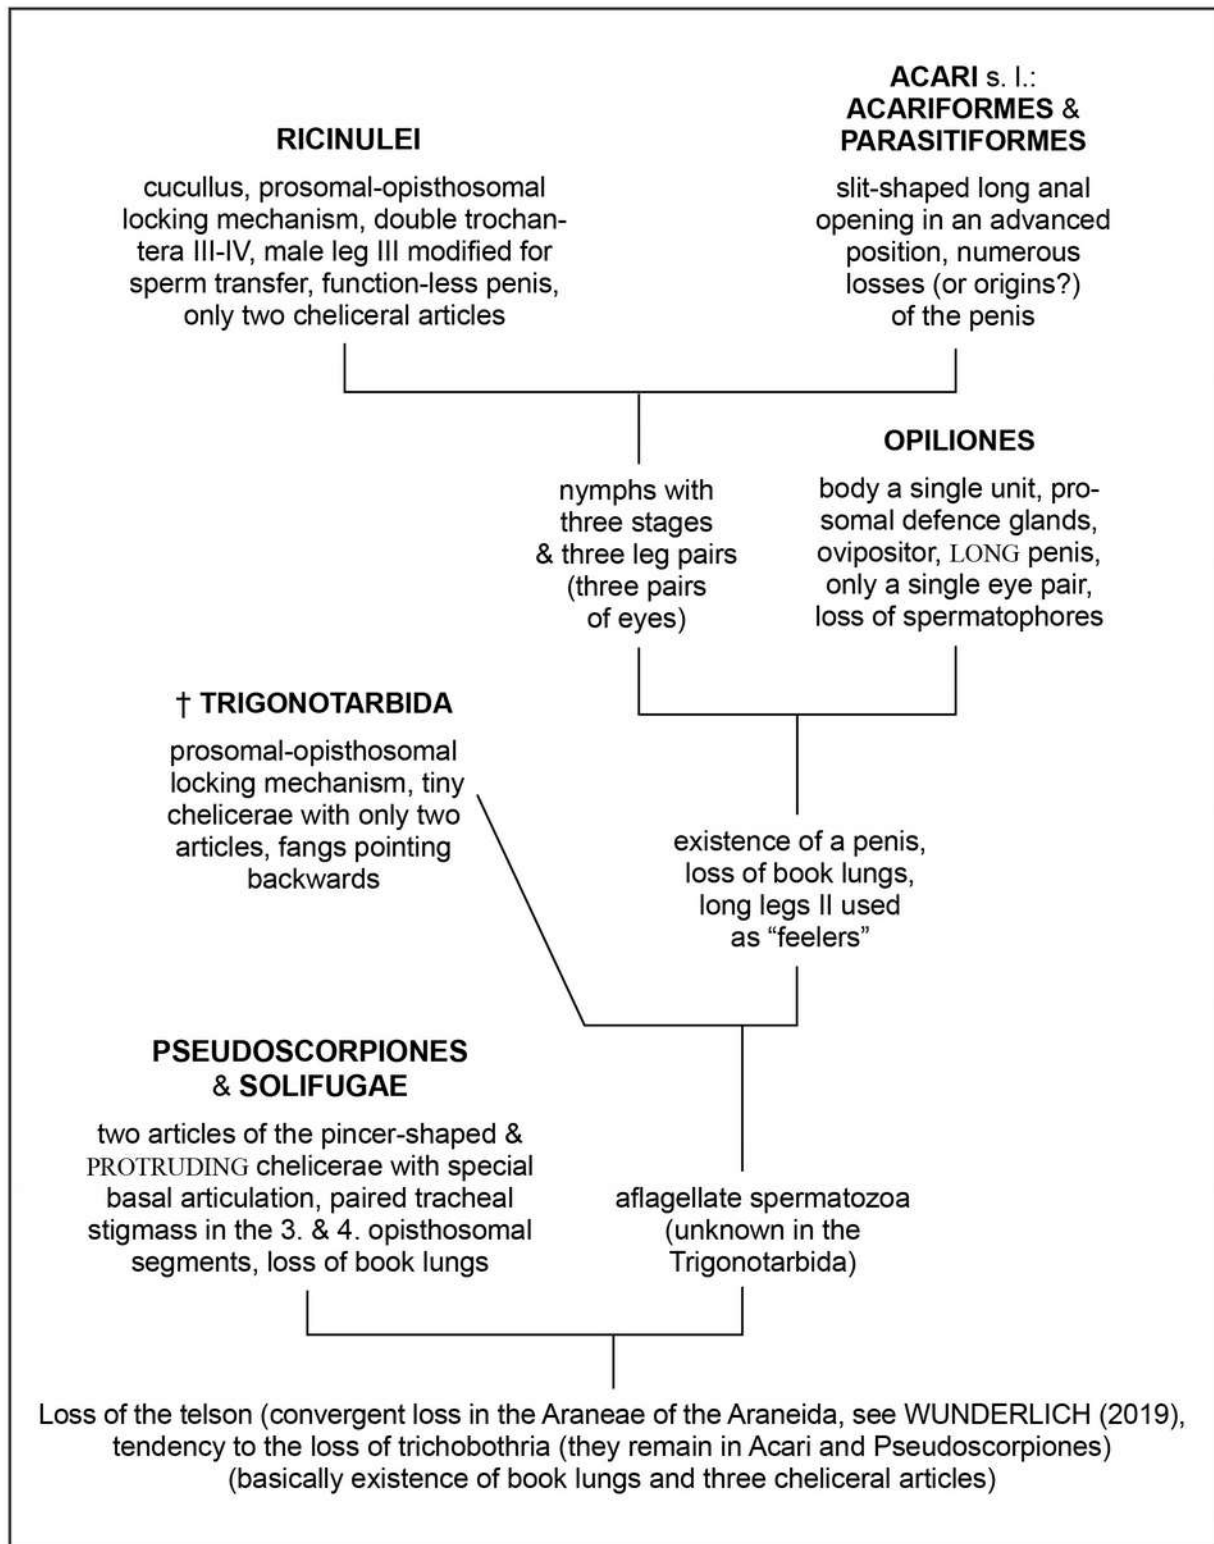 ACARI s. l.:
ACARIFORMES &
PARASITIFORMES
slit-shaped long anal
opening in an advanced
position, numerous
losses (or origins?)
of the penis
RICINULEI
cucullus, prosomal-opisthosomal
locking mechanism, double trochan-
tera III-IV, male leg III modified for
sperm transfer, function-less penis,
only two cheliceral articles
OPILIONES
body a single unit, pro-
somal defence glands,
ovipositor, LONG penis,
only a single eye pair,
loss of spermatophores
nymphs with
three stages
& three leg pairs
(three pairs
of eyes)
† TRIGONOTARBIDA
prosomal-opisthosomal
locking mechanism, tiny
chelicerae with only two
articles, fangs pointing
backwards
existence of a penis,
loss of book lungs,
long legs II used
as “feelers”
PSEUDOSCORPIONES
& SOLIFUGAE
two articles of the pincer-shaped &
PROTRUDING chelicerae with special
basal articulation, paired tracheal
stigmass in the 3. & 4. opisthosomal
segments, loss of book lungs
aflagellate spermatozoa
(unknown in the
Trigonotarbida)
Loss of the telson (convergent loss in the Araneae of the Araneida, see WUNDERLICH (2019),
tendency to the loss of trichobothria (they remain in Acari and Pseudoscorpiones)
(basically existence of book lungs and three cheliceral articles)